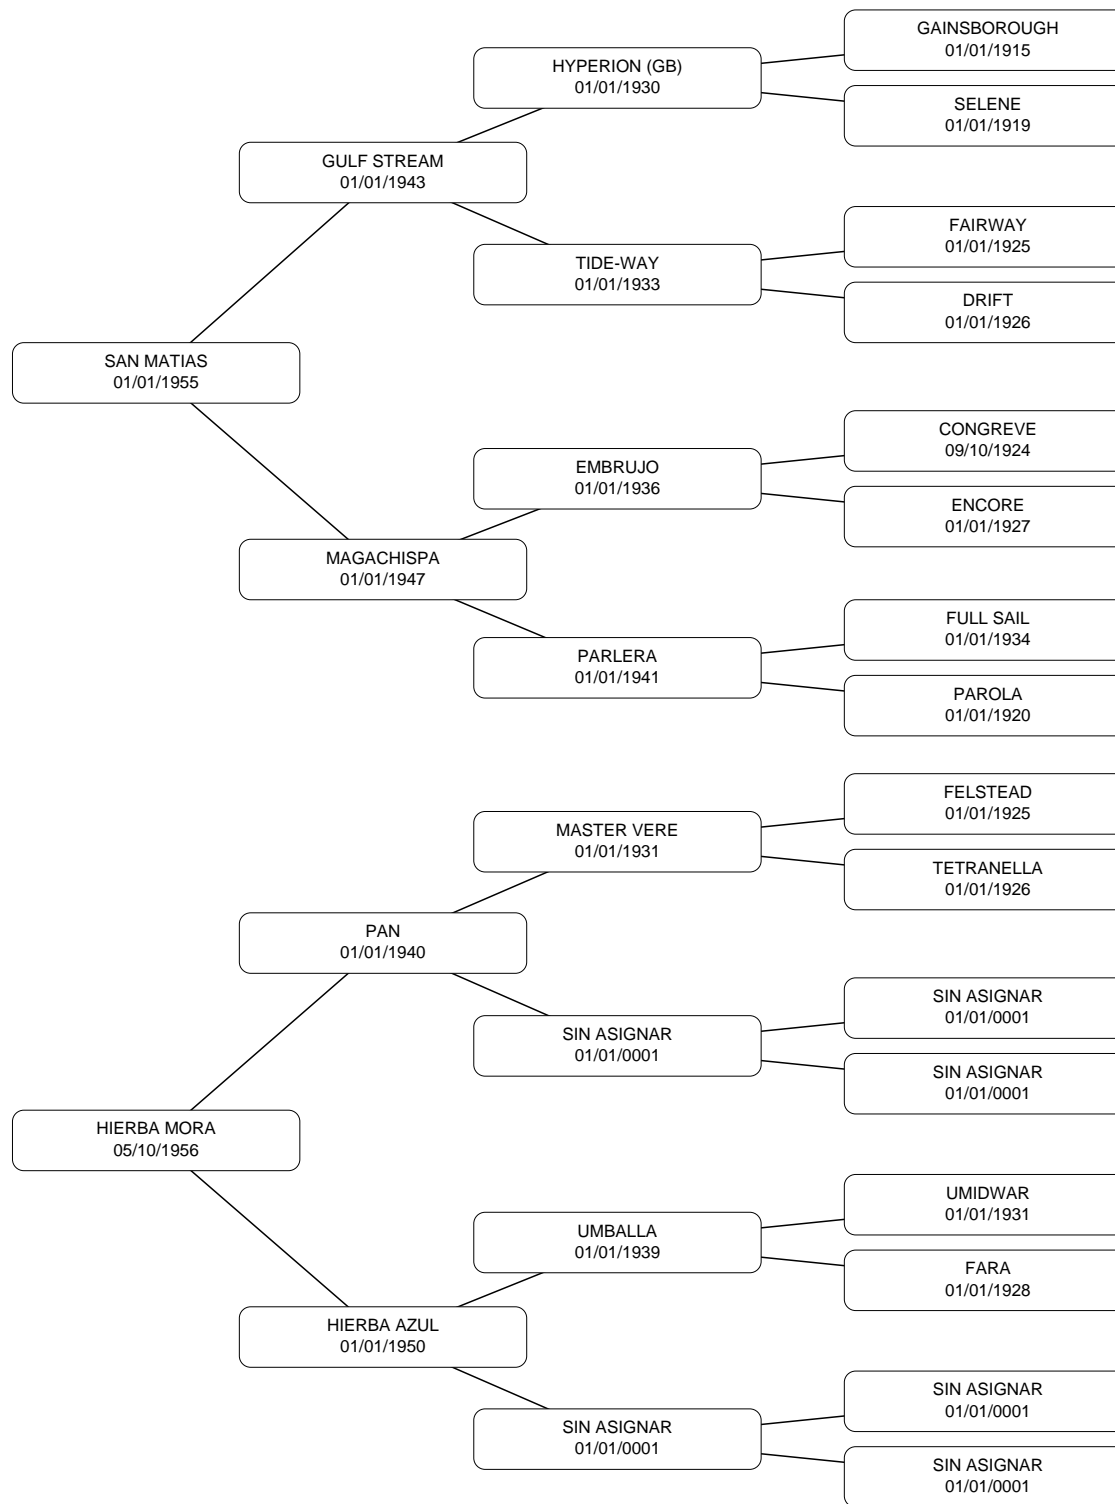 GAINSBOROUGH
01/01/1915
HYPERION (GB)
01/01/1930
SELENE
01/01/1919
GULF STREAM
01/01/1943
FAIRWAY
01/01/1925
TIDE-WAY
01/01/1933
DRIFT
01/01/1926
SAN MATIAS
01/01/1955
CONGREVE
09/10/1924
EMBRUJO
01/01/1936
ENCORE
01/01/1927
MAGACHISPA
01/01/1947
FULL SAIL
01/01/1934
PARLERA
01/01/1941
PAROLA
01/01/1920
FELSTEAD
01/01/1925
MASTER VERE
01/01/1931
TETRANELLA
01/01/1926
PAN
01/01/1940
SIN ASIGNAR
01/01/0001
SIN ASIGNAR
01/01/0001
SIN ASIGNAR
01/01/0001
HIERBA MORA
05/10/1956
UMIDWAR
01/01/1931
UMBALLA
01/01/1939
FARA
01/01/1928
HIERBA AZUL
01/01/1950
SIN ASIGNAR
01/01/0001
SIN ASIGNAR
01/01/0001
SIN ASIGNAR
01/01/0001